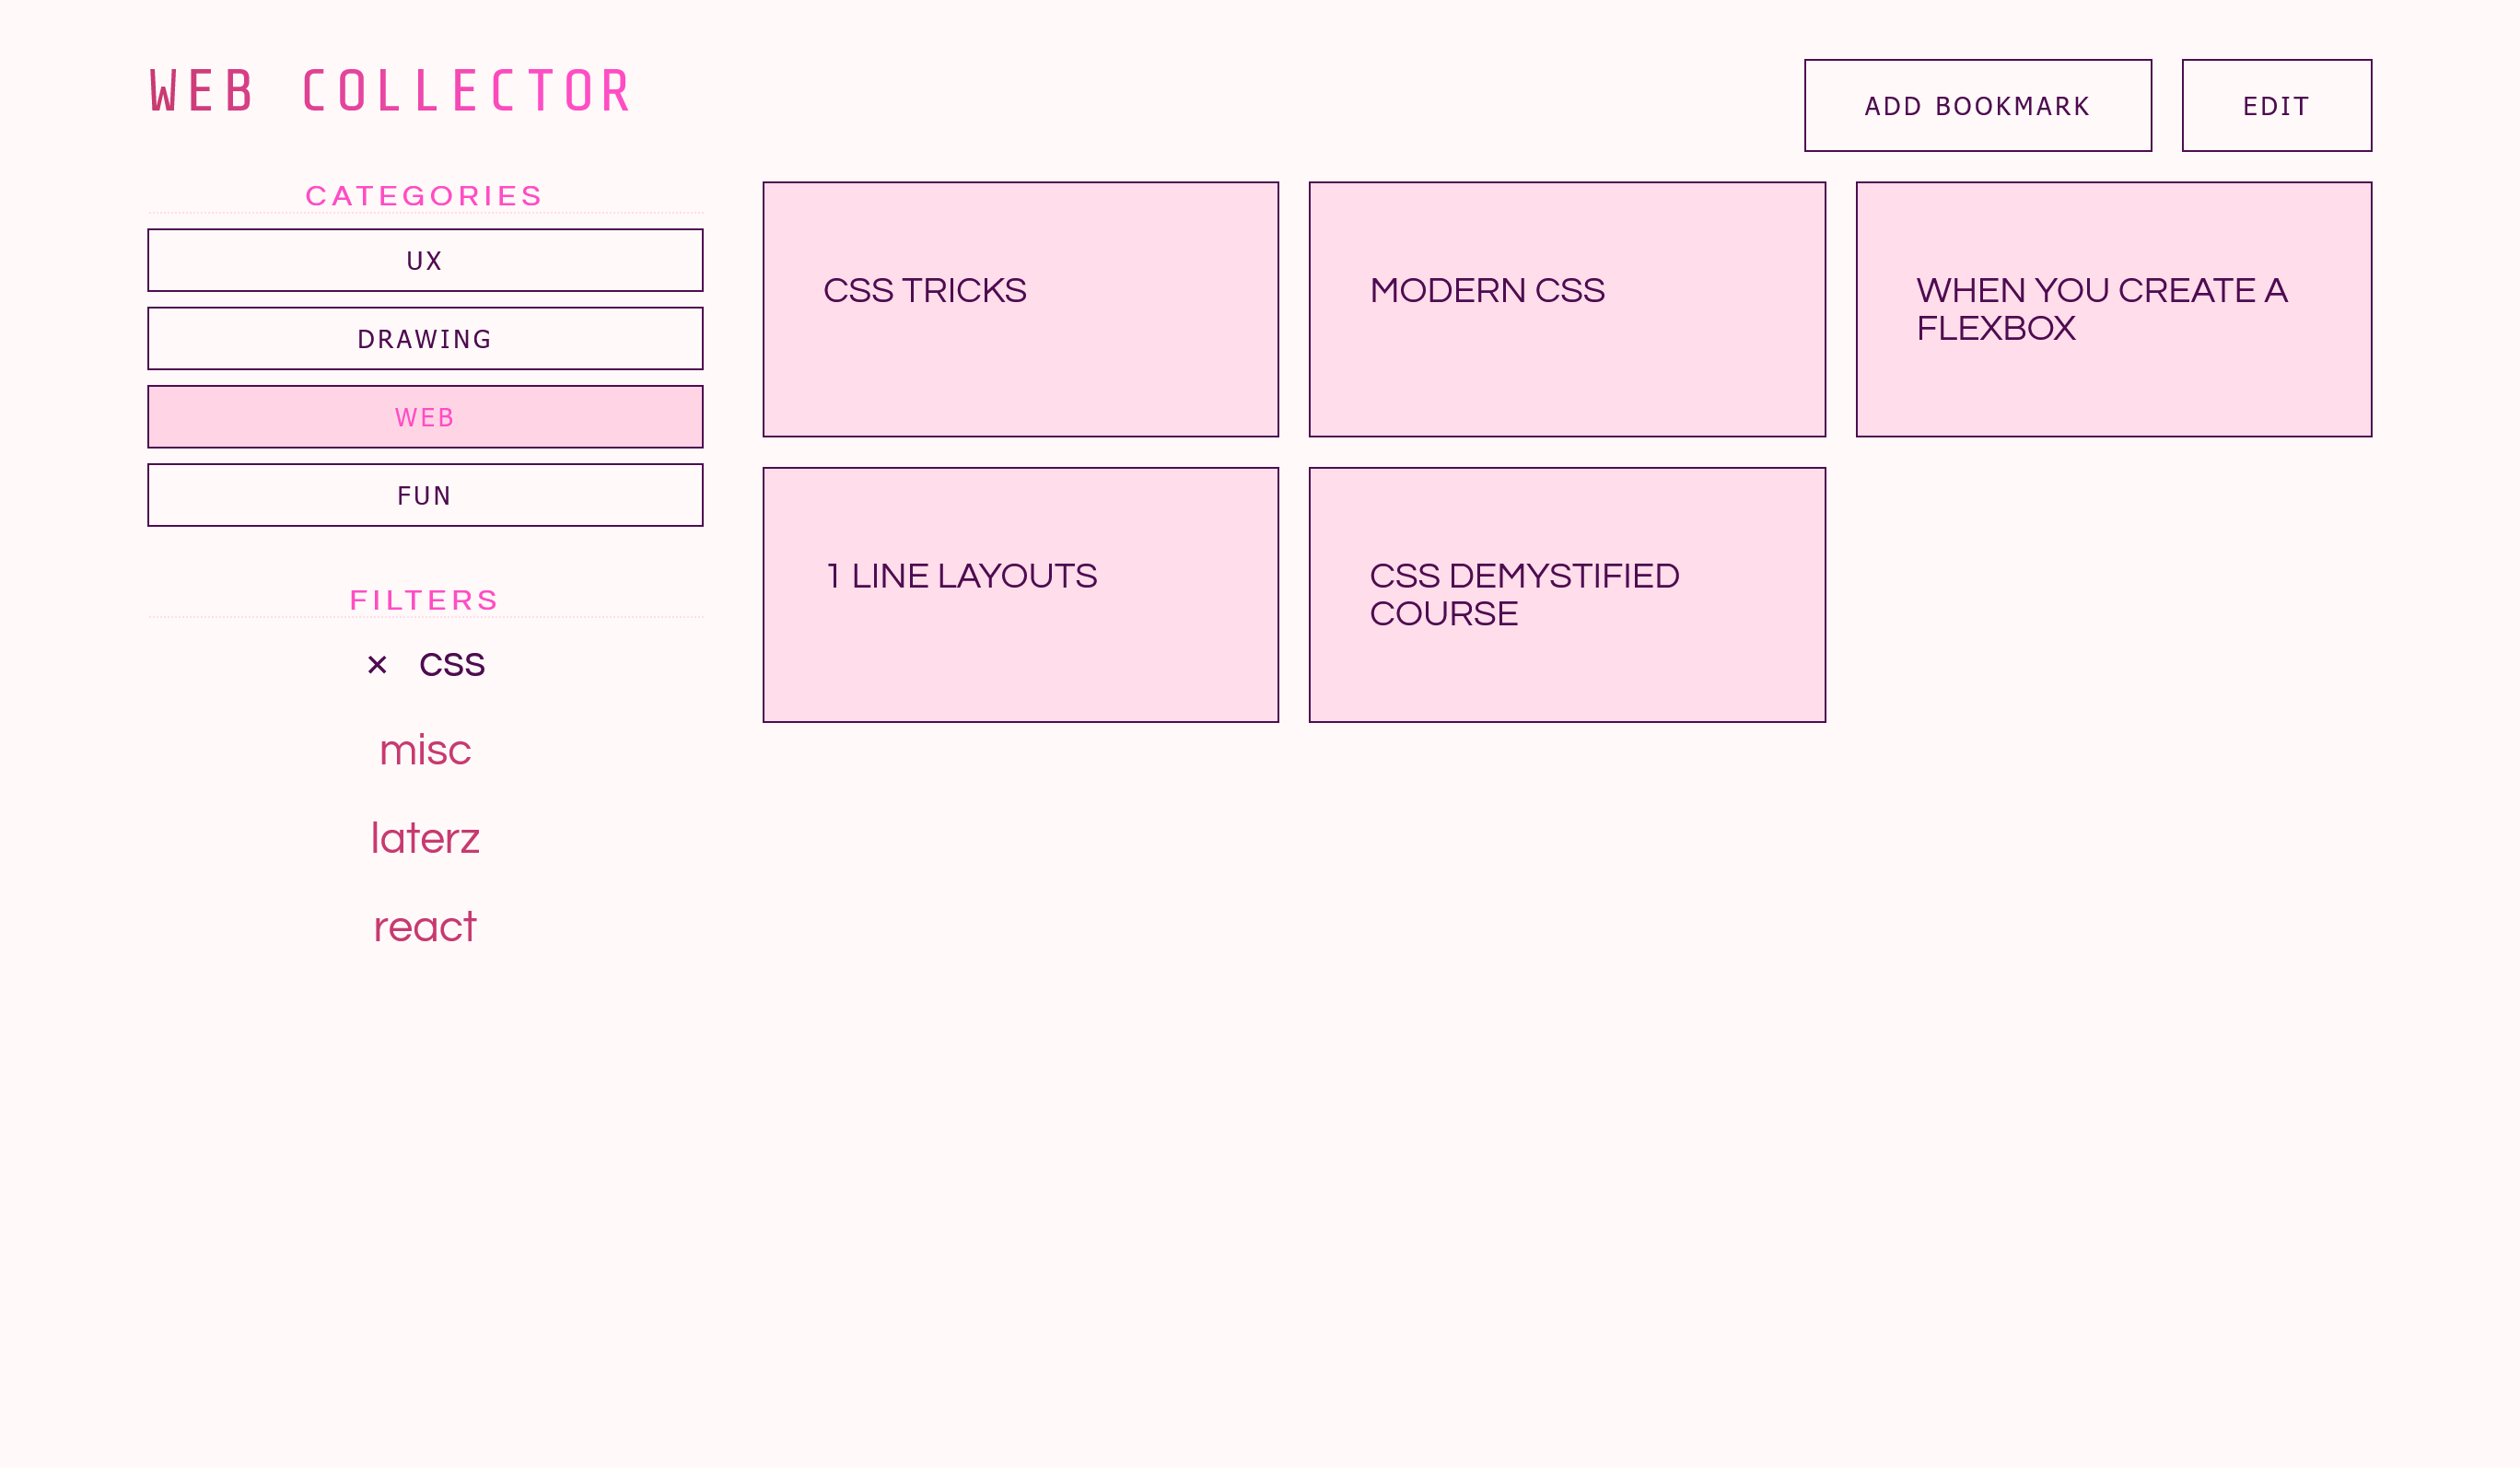 WEB COLLECTOR
ADD BOOKMARK
EDIT
CATEGORIES
UX
DRAWING
WEB
FUN
FILTERS
✕ CSS
misc
laterz
react
CSS TRICKS
MODERN CSS
WHEN YOU CREATE A
FLEXBOX
1 LINE LAYOUTS
CSS DEMYSTIFIED
COURSE